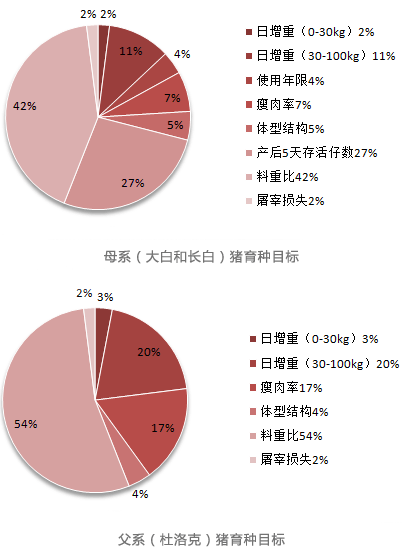 2%
2%
11%
4%
7%
5%
27%
42%
日增重（0-30kg）2%
日增重（30-100kg）11%
使用年限4%
瘦肉率7%
体型结构5%
产后5天存活仔数27%
料重比42%
屠宰损失2%
母系（大白和长白）猪育种目标
2%
3%
20%
17%
4%
54%
日增重（0-30kg）3%
日增重（30-100kg）20%
瘦肉率17%
体型结构4%
料重比54%
屠宰损失2%
父系（杜洛克）猪育种目标